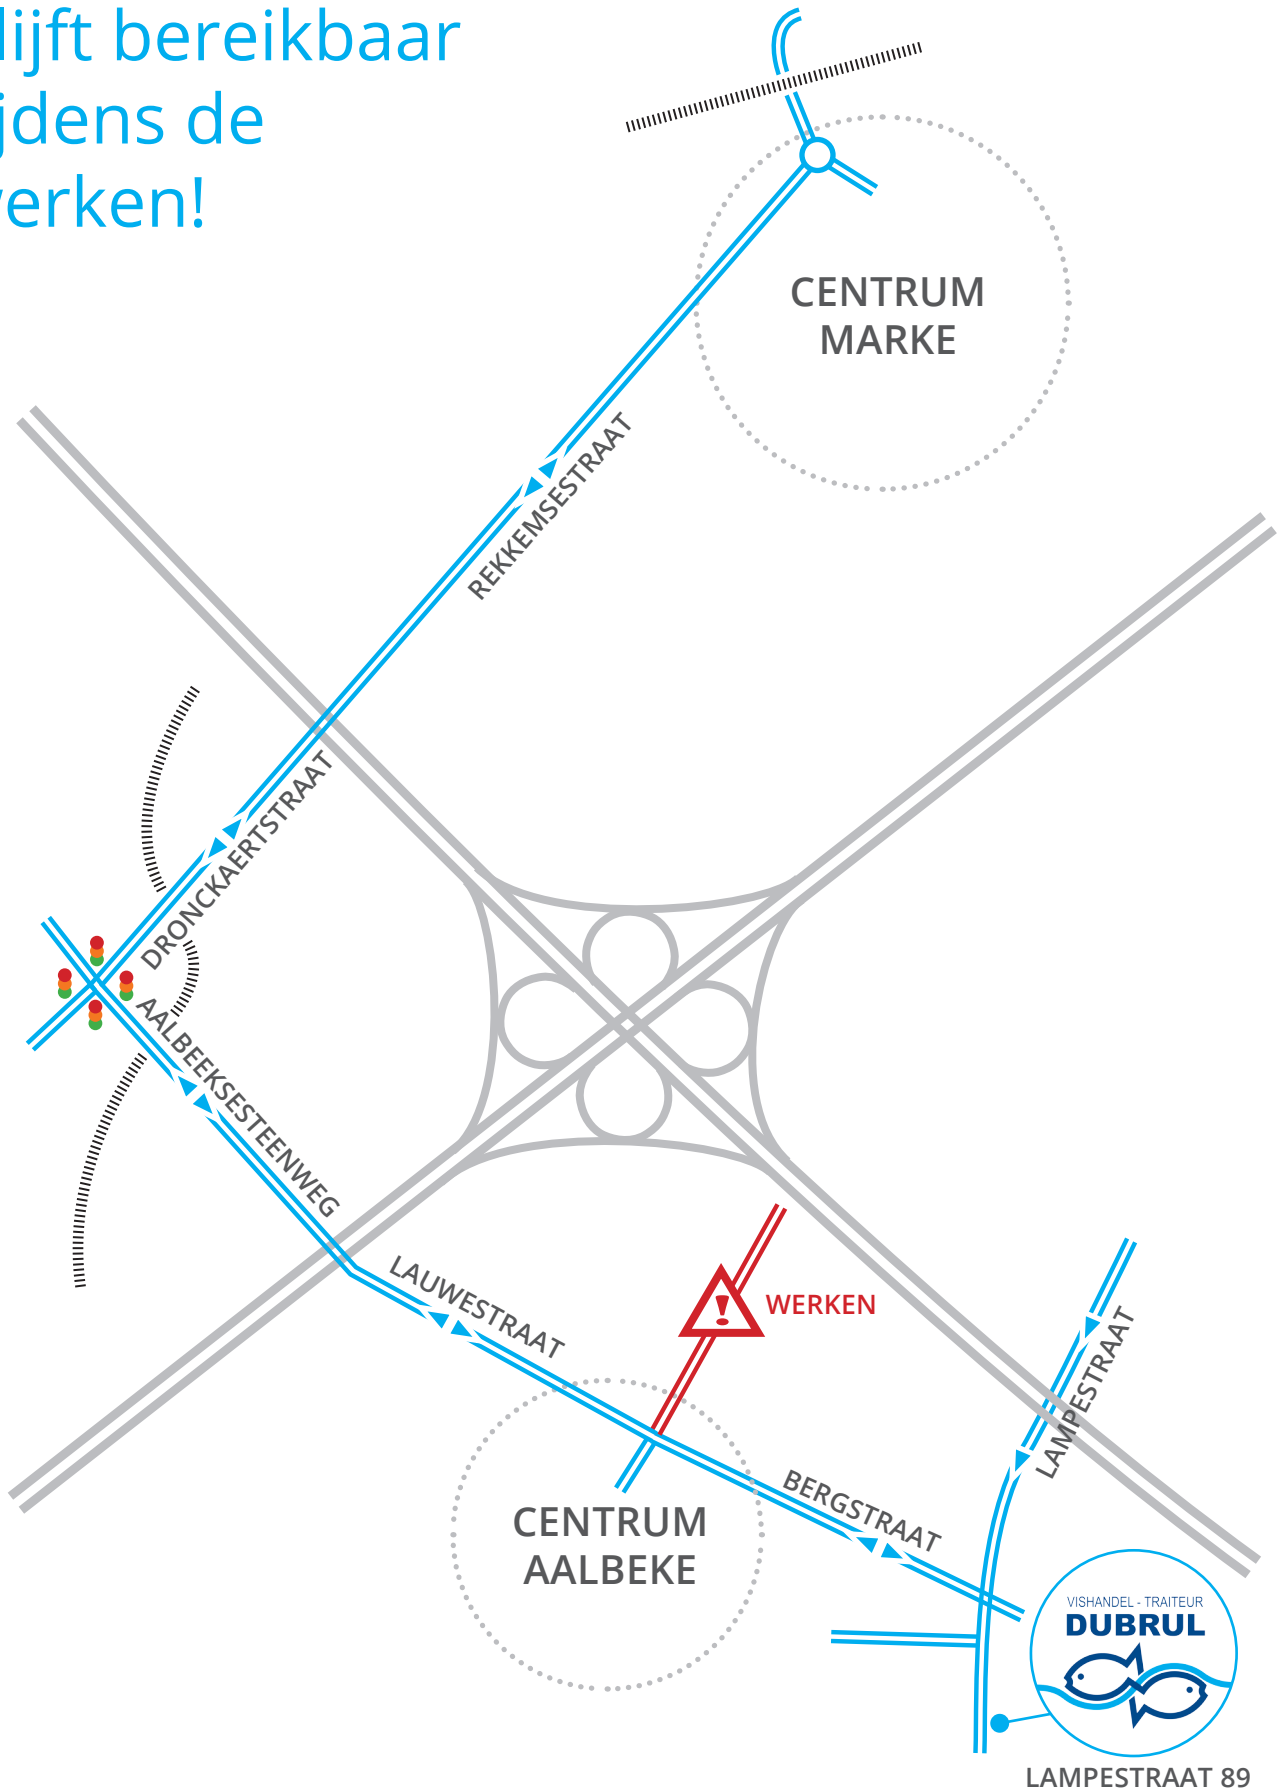 lijft bereikbaar
jdens de
erken!
CENTRUM
MARKE
REKKEMSESTRAAT
DRONCKAERTSTRAAT
AALBEEKSESTEENWEG
LAUWESTRAAT
WERKEN
LAMPESTRAAT
BERGSTRAAT
CENTRUM
AALBEKE
VISHANDEL - TRAITEUR
DUBRUL
LAMPESTRAAT 89